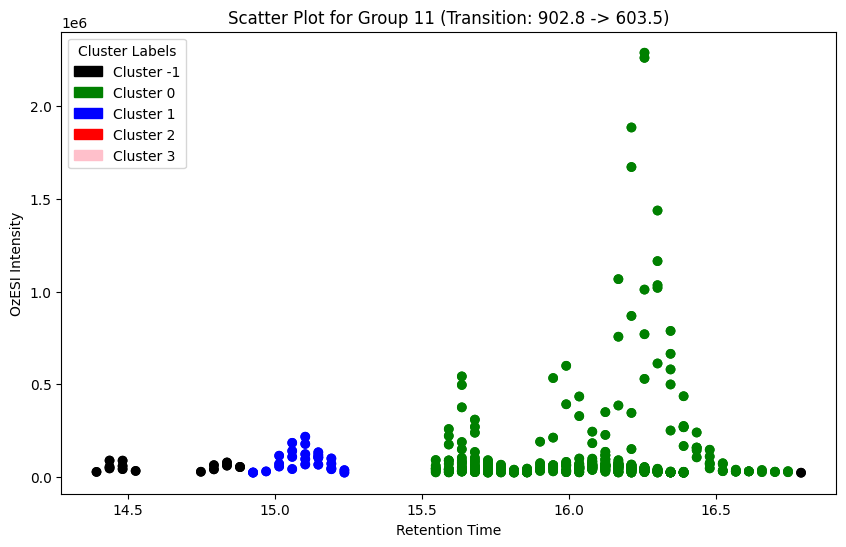 Scatter Plot for Group 11 (Transition: 902.8 -> 603.5)
1e6
Cluster Labels
Cluster -1
Cluster 0
Cluster 1
Cluster 2
Cluster 3
2.0
1.5
1.0
0.5
0.0
OzESI Intensity
14.5 15.0 15.5 16.0 16.5
Retention Time